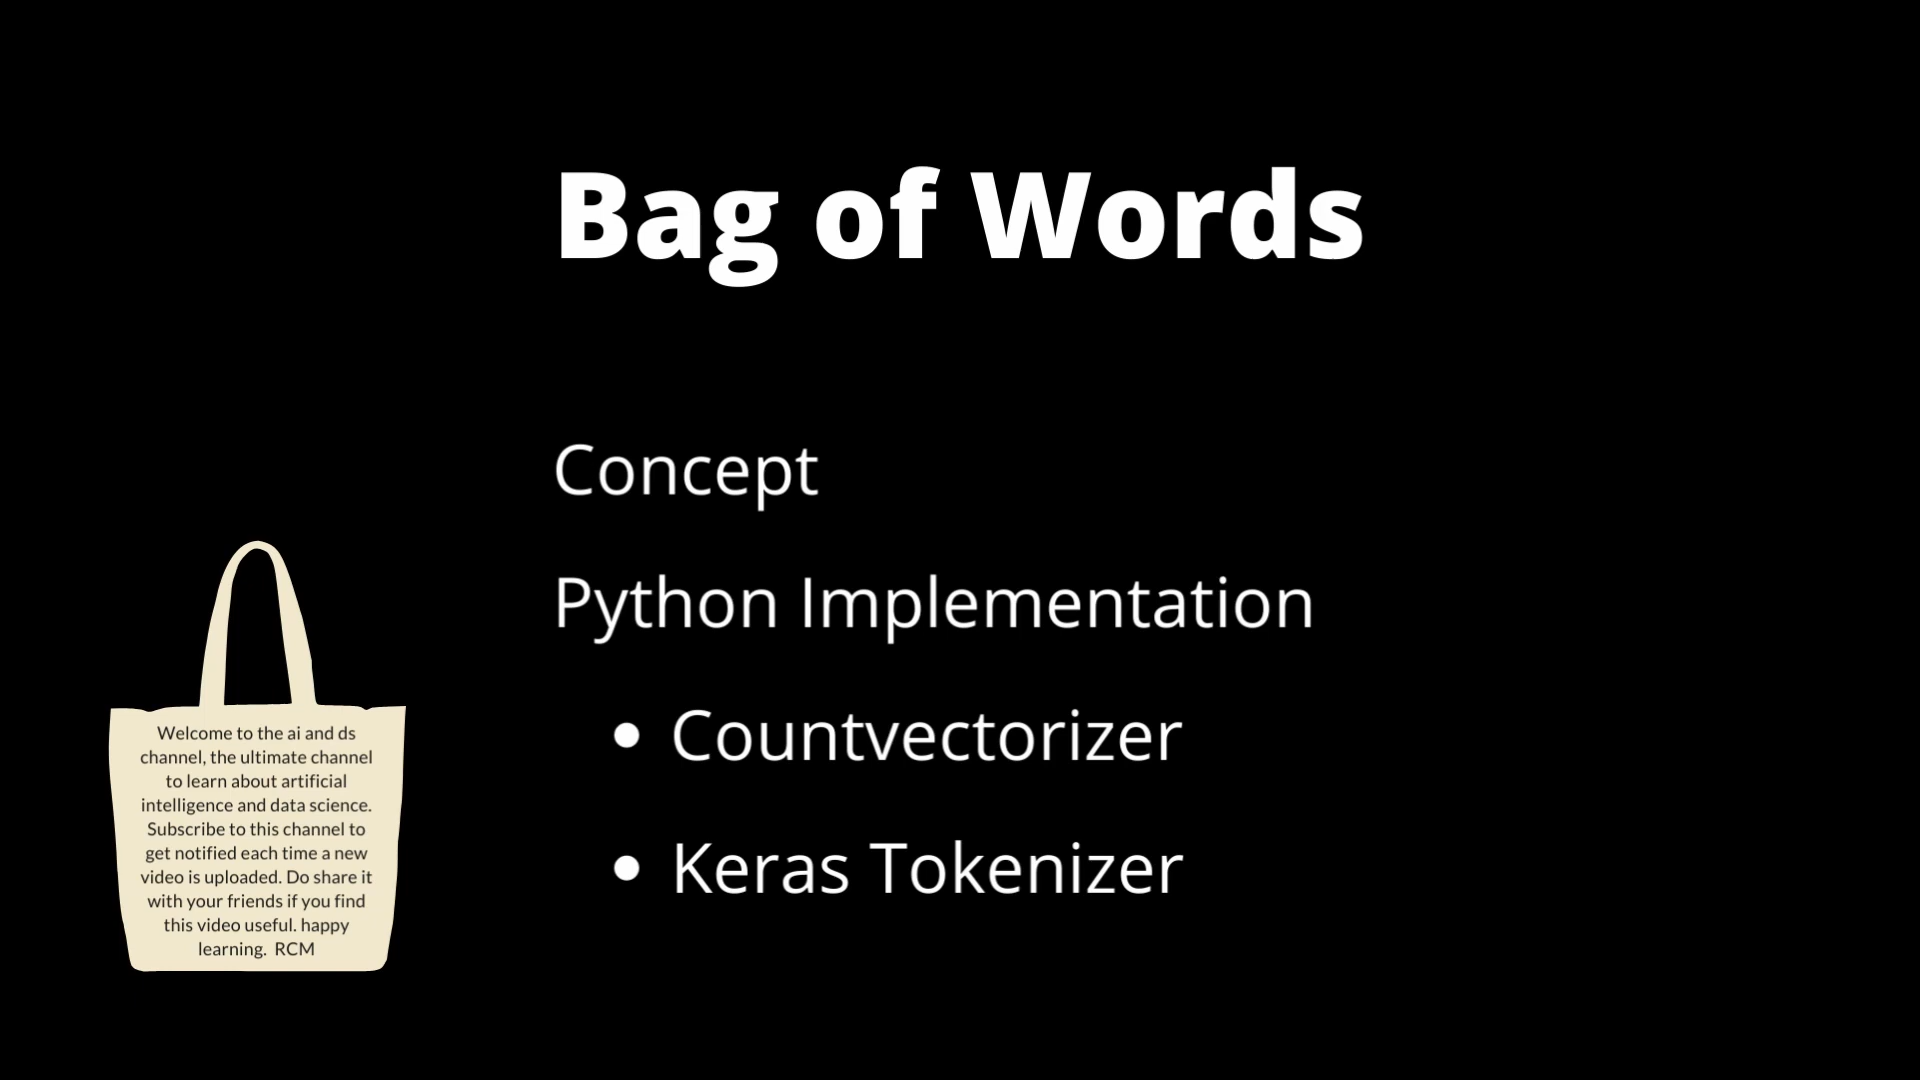 Bag of Words
Concept
Python Implementation
• Countvectorizer
• Keras Tokenizer
Welcome to the ai and ds
channel, the ultimate channel
to learn about artificial
intelligence and data science.
Subscribe to this channel to
get notified each time a new
video is uploaded. Do share it
with your friends if you find
this video useful. happy
learning. RCM